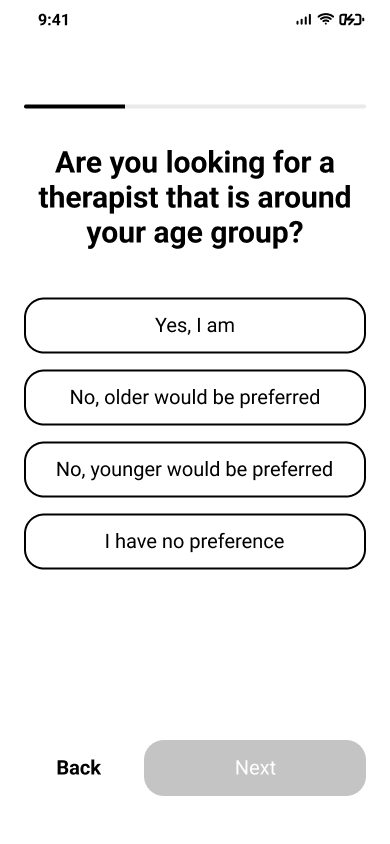 9:41
Are you looking for a
therapist that is around
your age group?
Yes, I am
No, older would be preferred
No, younger would be preferred
I have no preference
Back
Next